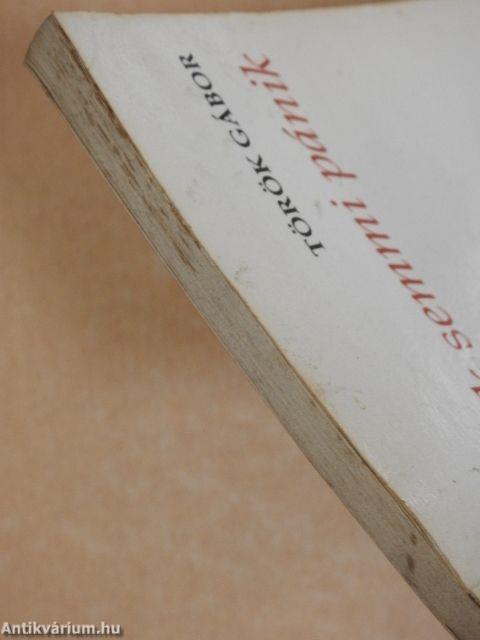 TÖRÖK GÁBOR
semmi pánik
Antikvárium.hu